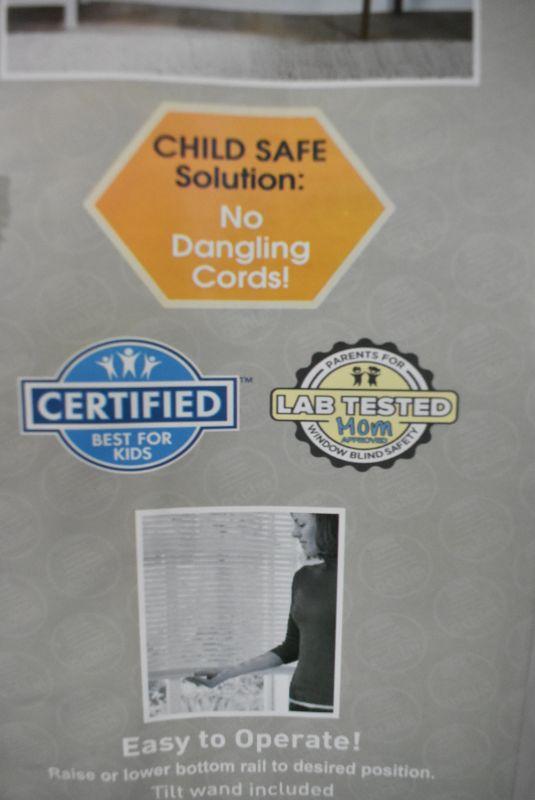 CHILD SAFE
Solution:
No
Dangling
Cords!
CERTIFIED™
BEST FOR
KIDS
PARENTS FOR
LAB TESTED
Mom
APPROVED
WINDOW BLIND SAFETY
Easy to Operate!
Raise or lower bottom rail to desired position.
Tilt wand included